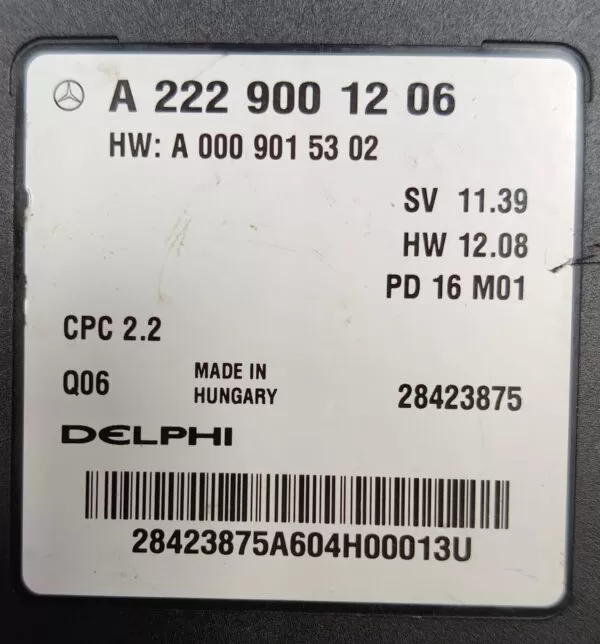 A 222 900 12 06
HW: A 000 901 53 02
SV 11.39
HW 12.08
PD 16 M01
CPC 2.2
Q06
MADE IN
HUNGARY
28423875
DELPHI
28423875A604H00013U